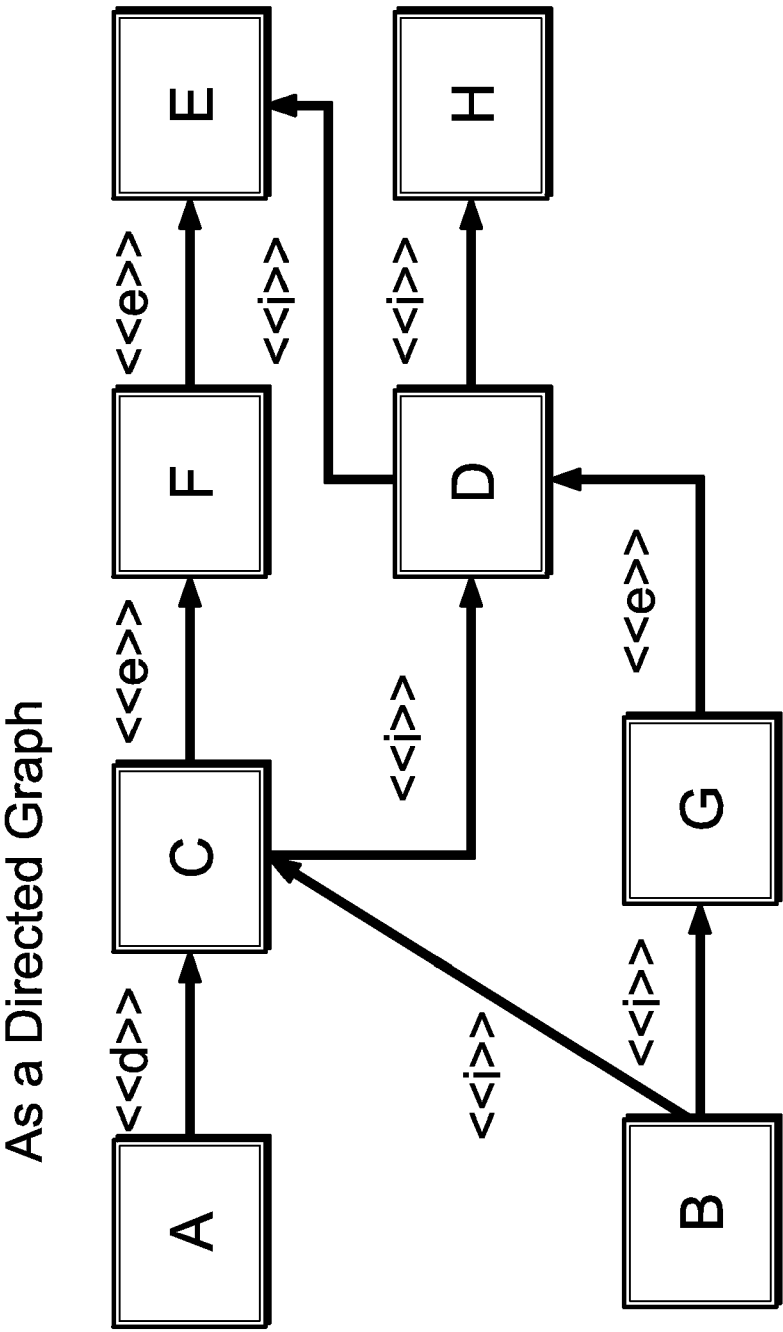 As a Directed Graph
A
<<d>>
C
<<e>>
F
<<e>>
E
<<i>>
<<i>>
<<i>>
D
<<i>>
H
B
<<i>>
G
<<e>>